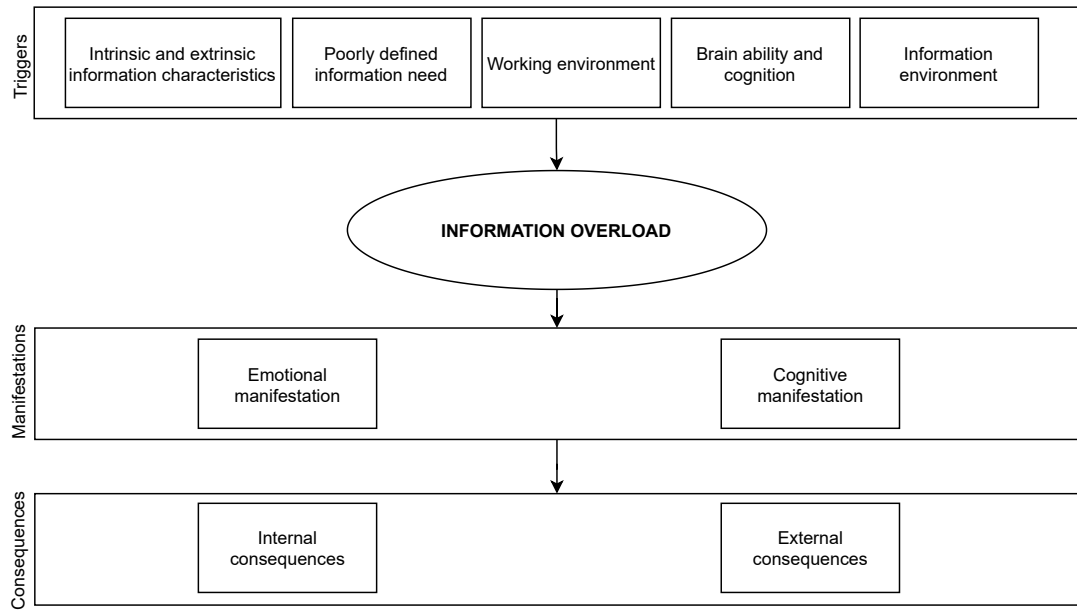 Triggers
Intrinsic and extrinsic
information characteristics
Poorly defined
information need
Working environment
Brain ability and
cognition
Information
environment
INFORMATION OVERLOAD
Manifestations
Emotional
manifestation
Cognitive
manifestation
Consequences
Internal
consequences
External
consequences